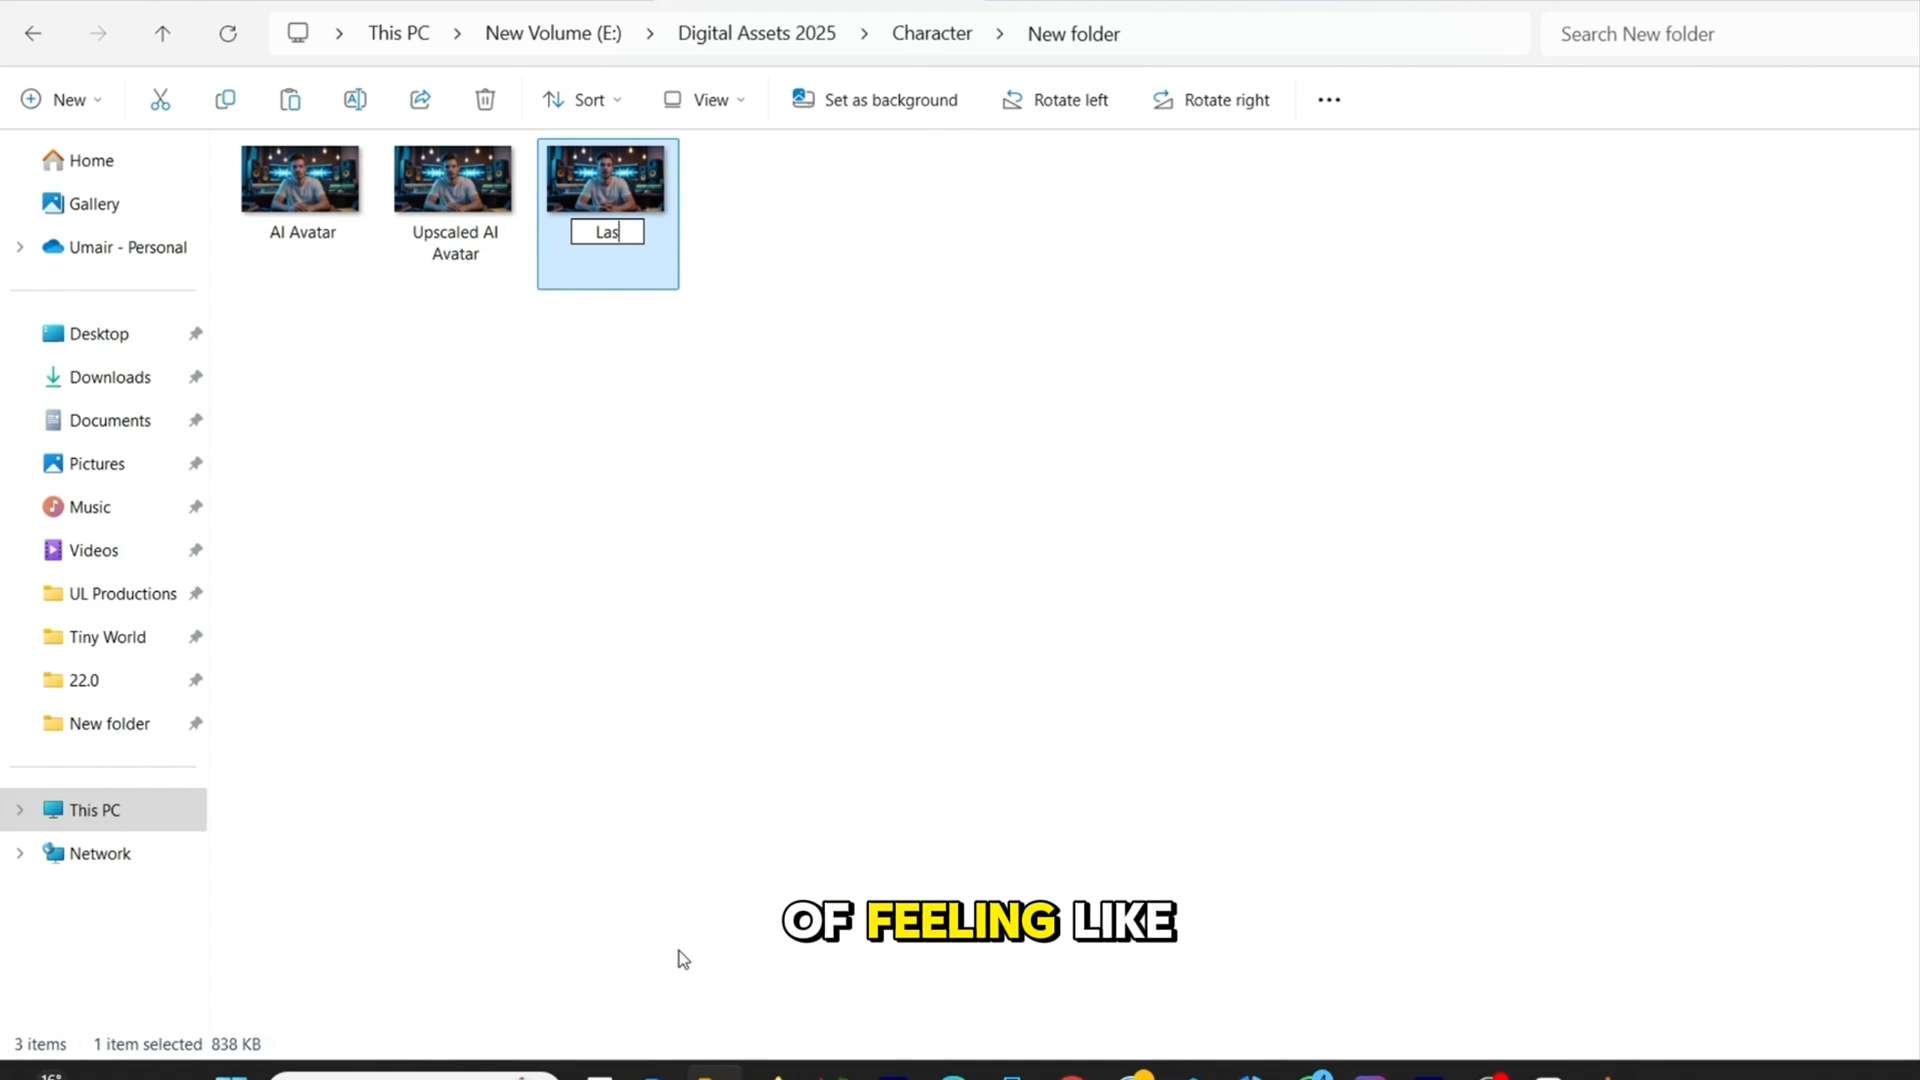 This PC
New Volume (E:)
Digital Assets 2025
Character
New folder
Search New folder
New
Sort
View
Set as background
Rotate left
Rotate right
Home
Gallery
Umair - Personal
Desktop
Downloads
Documents
Pictures
Music
Videos
UL Productions
Tiny World
22.0
New folder
This PC
Network
AI Avatar
Upscaled AI
Avatar
Las
OF FEELING LIKE
3 items 1 item selected 838 KB
16°